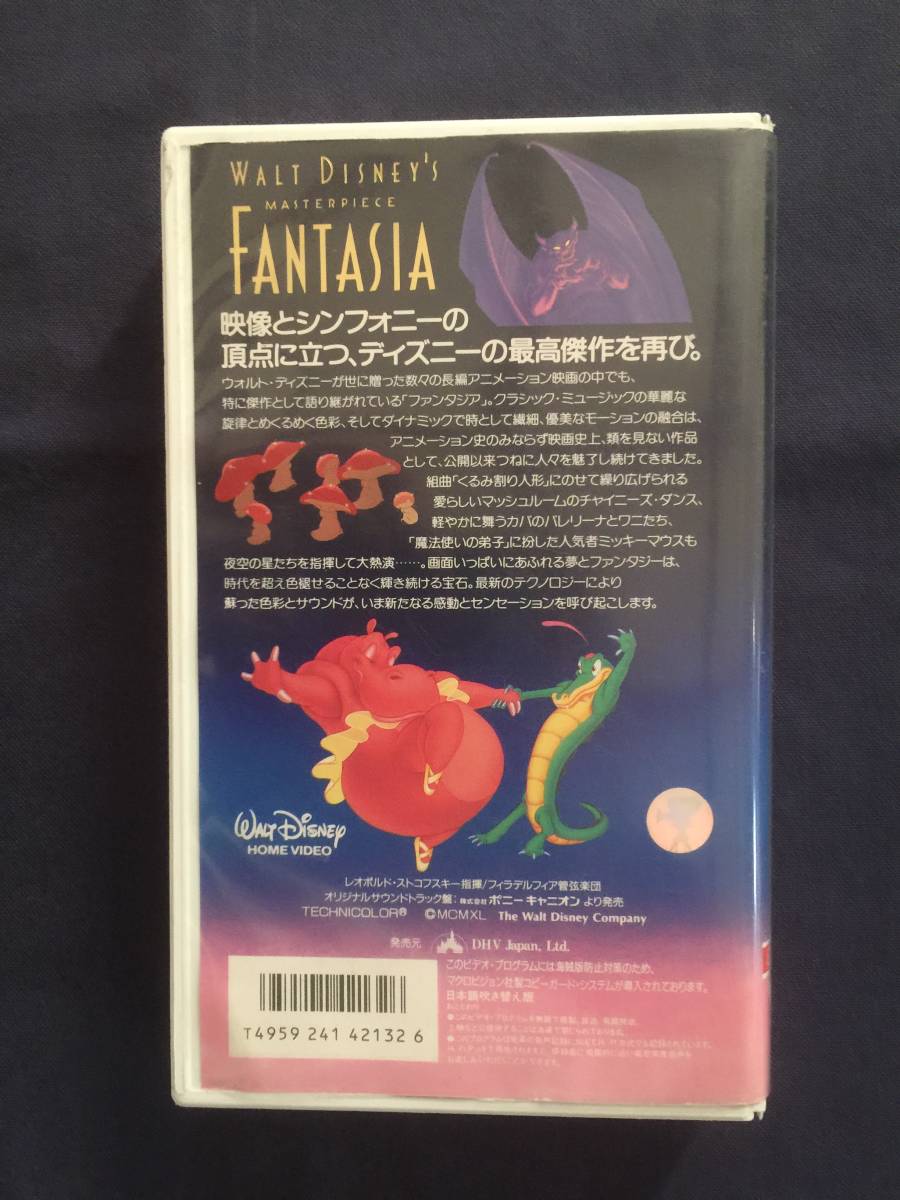 WALT DISNEY'S
MASTERPIECE
FANTASIA
映像とシンフォニーの
頂点に立つ、ディズニーの最高傑作を再び。
ウォルト・ディズニーが世に贈った数々の長編アニメーション映画の中でも、
特に傑作として語り継がれている「ファンタジア」。クラシック・ミュージックの華麗な
旋律とめくるめく色彩、そしてダイナミックで時として繊細、優美なモーションの融合は、
アニメーション史のみならず映画史上、類を見ない作品
として、公開以来つねに人々を魅了し続けてきました。
組曲「くるみ割り人形」にのせて繰り広げられる
愛らしいマッシュルームのチャイニーズ・ダンス、
軽やかに舞うカバのバレリーナとワニたち、
「魔法使いの弟子」に扮した人気者ミッキーマウスも
夜空の星たちを指揮して大熱演……。画面いっぱいにあふれる夢とファンタジーは、
時代を超え色褪せることなく輝き続ける宝石。最新のテクノロジーにより
蘇った色彩とサウンドが、いま新たなる感動とセンセーションを呼び起こします。
WALT DISNEY
HOME VIDEO
レオポルド・ストコフスキー指揮/フィラデルフィア管弦楽団
オリジナルサウンドトラック盤:株式会社 ポニーキャニオン より発売
TECHNICOLOR® ©MCMXL The Walt Disney Company
発売元 DHV Japan, Ltd.
このビデオ・プログラムには海賊版防止対策のため、
マクロビジョン社製コピーガード・システムが導入されております。
日本語吹き替え版
T4959 241 42132 6